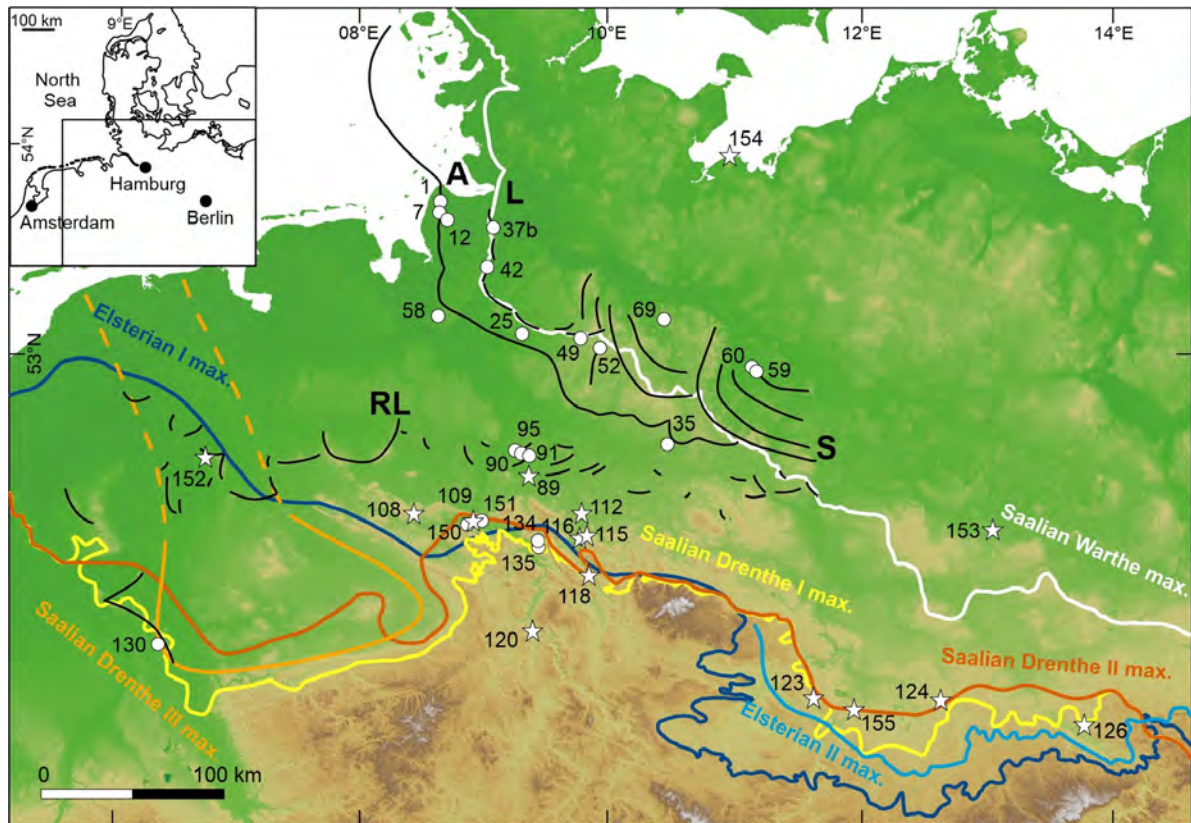 100 km
9°E
North
Sea
54°N
Hamburg
Amsterdam
Berlin
08°E
10°E
12°E
14°E
53°N
154
1
A
L
7
12
37b
42
58
25
69
49
52
60
59
Elsterian I max.
RL
35
S
95
90
91
152
89
108
109
151
112
150
134
116
115
135
118
120
153
Saalian Warthe max.
Saalian Drenthe I max.
130
Saalian Drenthe III max.
Saalian Drenthe II max.
123
155
124
126
Elsterian II max.
0
100 km